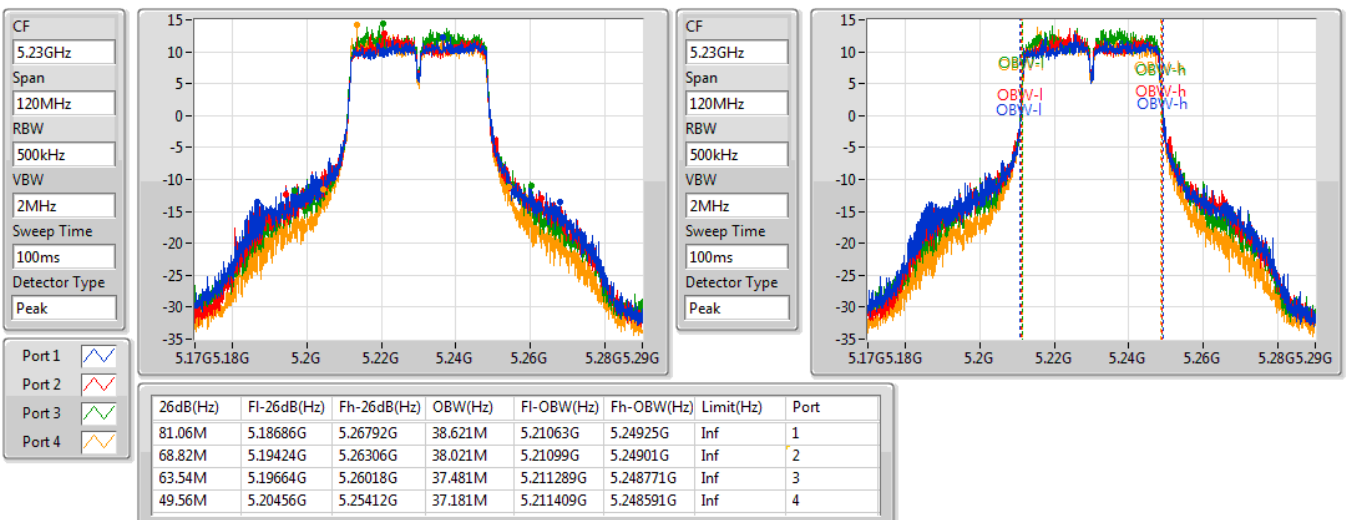 CF
5.23GHz
Span
120MHz
RBW
500kHz
VBW
2MHz
Sweep Time
100ms
Detector Type
Peak
Port 1
Port 2
Port 3
Port 4
15
10
5
0
-5
-10
-15
-20
-25
-30
-35
5.17G 5.18G 5.2G 5.22G 5.24G 5.26G 5.28G 5.29G
CF
5.23GHz
Span
120MHz
RBW
500kHz
VBW
2MHz
Sweep Time
100ms
Detector Type
Peak
15
10
5
0
-5
-10
-15
-20
-25
-30
-35
OBW-l OBW-h
OBW-l OBW-h
OBW-l OBW-h
5.17G 5.18G 5.2G 5.22G 5.24G 5.26G 5.28G 5.29G
26dB(Hz) Fl-26dB(Hz) Fh-26dB(Hz) OBW(Hz) Fl-OBW(Hz) Fh-OBW(Hz) Limit(Hz) Port
81.06M 5.18686G 5.26792G 38.621M 5.21063G 5.24925G Inf 1
68.82M 5.19424G 5.26306G 38.021M 5.21099G 5.24901G Inf 2
63.54M 5.19664G 5.26018G 37.481M 5.211289G 5.248771G Inf 3
49.56M 5.20456G 5.25412G 37.181M 5.211409G 5.248591G Inf 4